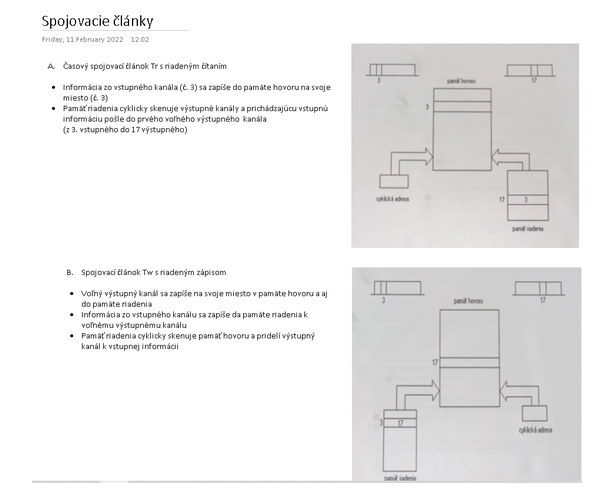 Spojovacie články
Friday, 11 February 2022 12:02
A. Časový spojovací článok Tr s riadeným čítaním
• Informácia zo vstupného kanála (č. 3) sa zapíše do pamäte hovoru na svoje
miesto (č. 3)
• Pamäť riadenia cyklicky skenuje výstupné kanály a prichádzajúcu vstupnú
informáciu pošle do prvého voľného výstupného kanála
(z 3. vstupného do 17 výstupného)
3
17
pamäť hovoru
3
cyklická adresa
17 3
pamäť riadenia
B. Spojovací článok Tw s riadeným zápisom
• Voľný výstupný kanál sa zapíše na svoje miesto v pamäte hovoru a aj
do pamäte riadenia
• Informácia zo vstupného kanálu sa zapíše da pamäte riadenia k
voľnému výstupnému kanálu
• Pamäť riadenia cyklicky skenuje pamäť hovoru a pridelí výstupný
kanál k vstupnej informácii
3
17
pamäť hovoru
17
3 17
cyklická adresa
pamäť riadenia